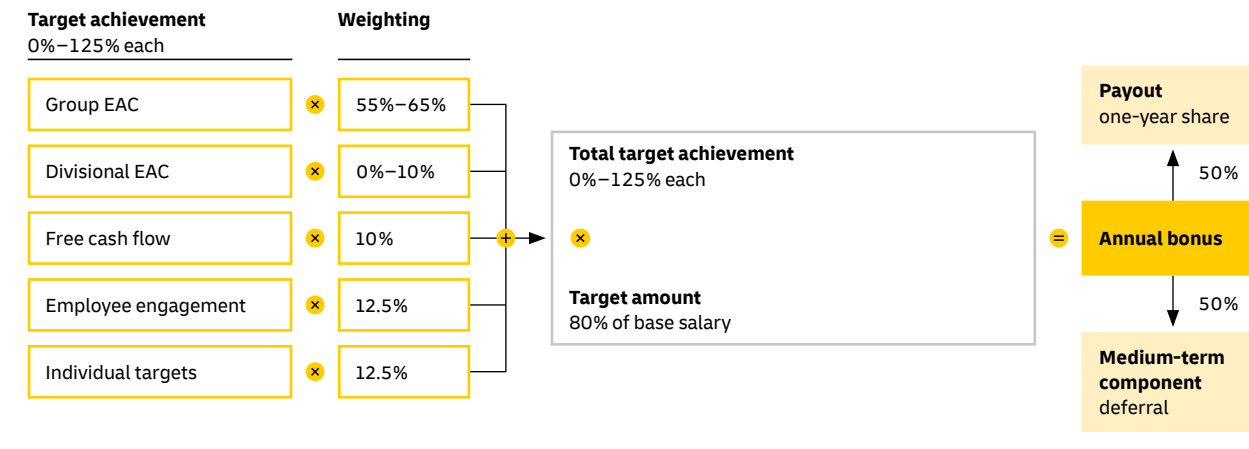 Target achievement
0%–125% each
Weighting
Group EAC
×
55%–65%
Divisional EAC
×
0%–10%
Free cash flow
×
10%
Employee engagement
×
12.5%
Individual targets
×
12.5%
+
Total target achievement
0%–125% each
×
Target amount
80% of base salary
=
Payout
one-year share
50%
Annual bonus
50%
Medium-term
component
deferral